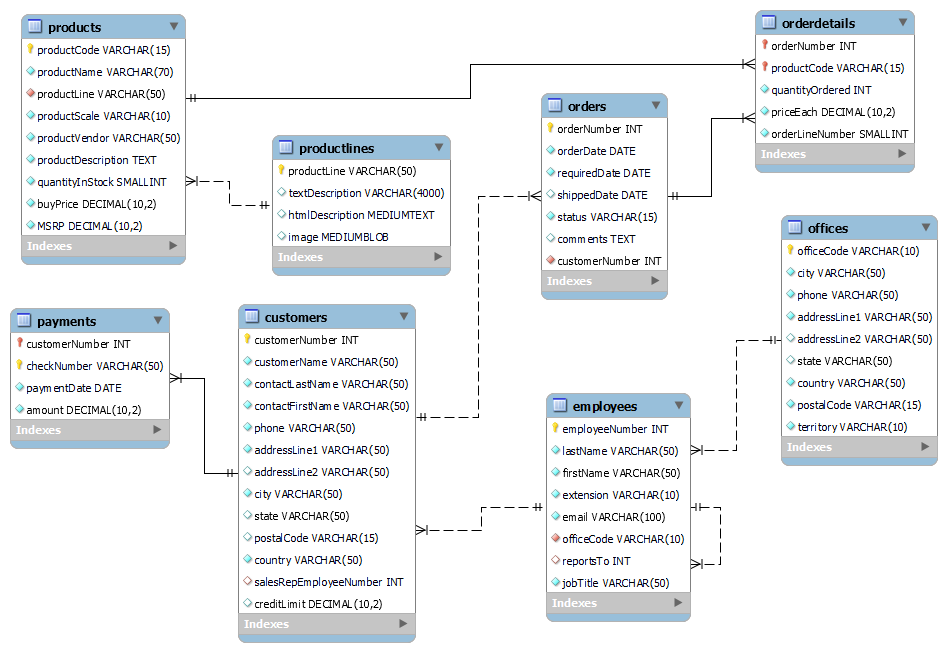 products
productCode VARCHAR(15)
productName VARCHAR(70)
productLine VARCHAR(50)
productScale VARCHAR(10)
productVendor VARCHAR(50)
productDescription TEXT
quantityInStock SMALLINT
buyPrice DECIMAL(10,2)
MSRP DECIMAL(10,2)
Indexes
productlines
productLine VARCHAR(50)
textDescription VARCHAR(4000)
htmlDescription MEDIUMTEXT
image MEDIUMBLOB
Indexes
orders
orderNumber INT
orderDate DATE
requiredDate DATE
shippedDate DATE
status VARCHAR(15)
comments TEXT
customerNumber INT
Indexes
orderdetails
orderNumber INT
productCode VARCHAR(15)
quantityOrdered INT
priceEach DECIMAL(10,2)
orderLineNumber SMALLINT
Indexes
payments
customerNumber INT
checkNumber VARCHAR(50)
paymentDate DATE
amount DECIMAL(10,2)
Indexes
customers
customerNumber INT
customerName VARCHAR(50)
contactLastName VARCHAR(50)
contactFirstName VARCHAR(50)
phone VARCHAR(50)
addressLine1 VARCHAR(50)
addressLine2 VARCHAR(50)
city VARCHAR(50)
state VARCHAR(50)
postalCode VARCHAR(15)
country VARCHAR(50)
salesRepEmployeeNumber INT
creditLimit DECIMAL(10,2)
Indexes
employees
employeeNumber INT
lastName VARCHAR(50)
firstName VARCHAR(50)
extension VARCHAR(10)
email VARCHAR(100)
officeCode VARCHAR(10)
reportsTo INT
jobTitle VARCHAR(50)
Indexes
offices
officeCode VARCHAR(10)
city VARCHAR(50)
phone VARCHAR(50)
addressLine1 VARCHAR(50)
addressLine2 VARCHAR(50)
state VARCHAR(50)
country VARCHAR(50)
postalCode VARCHAR(15)
territory VARCHAR(10)
Indexes